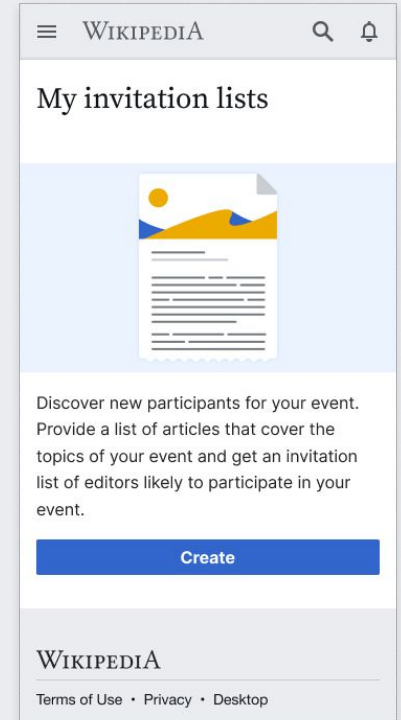 WIKIPEDIA
My invitation lists
Discover new participants for your event.
Provide a list of articles that cover the
topics of your event and get an invitation
list of editors likely to participate in your
event.
Create
WIKIPEDIA
Terms of Use • Privacy • Desktop